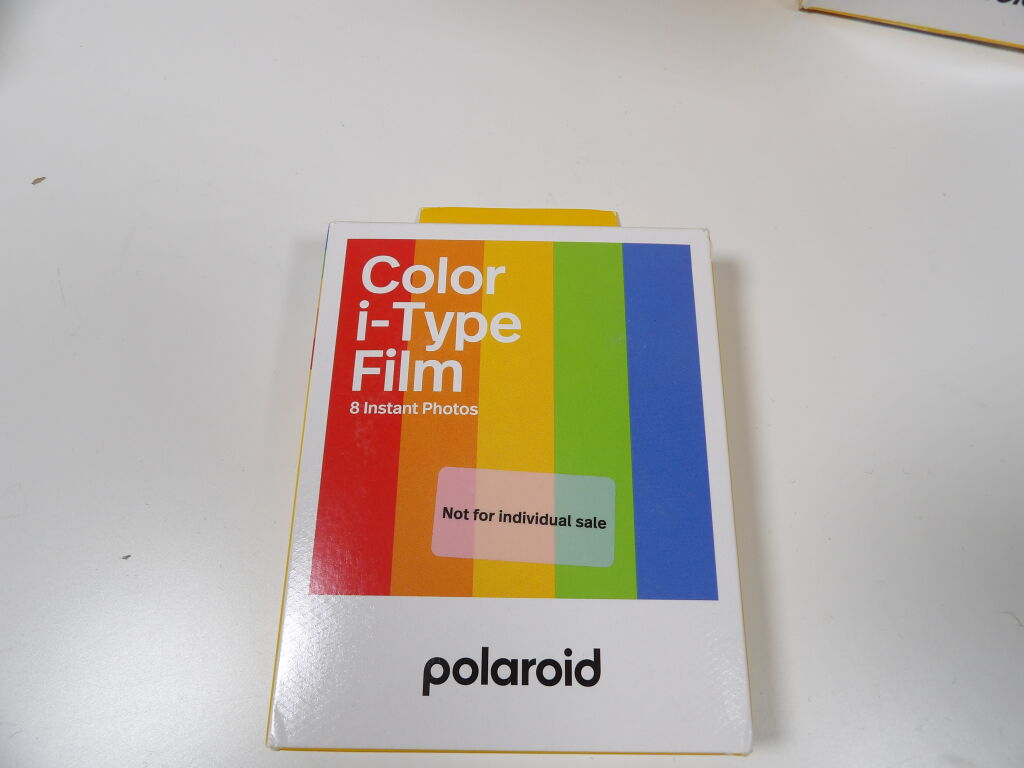 Color
i-Type
Film
8 Instant Photos
Not for individual sale
polaroid